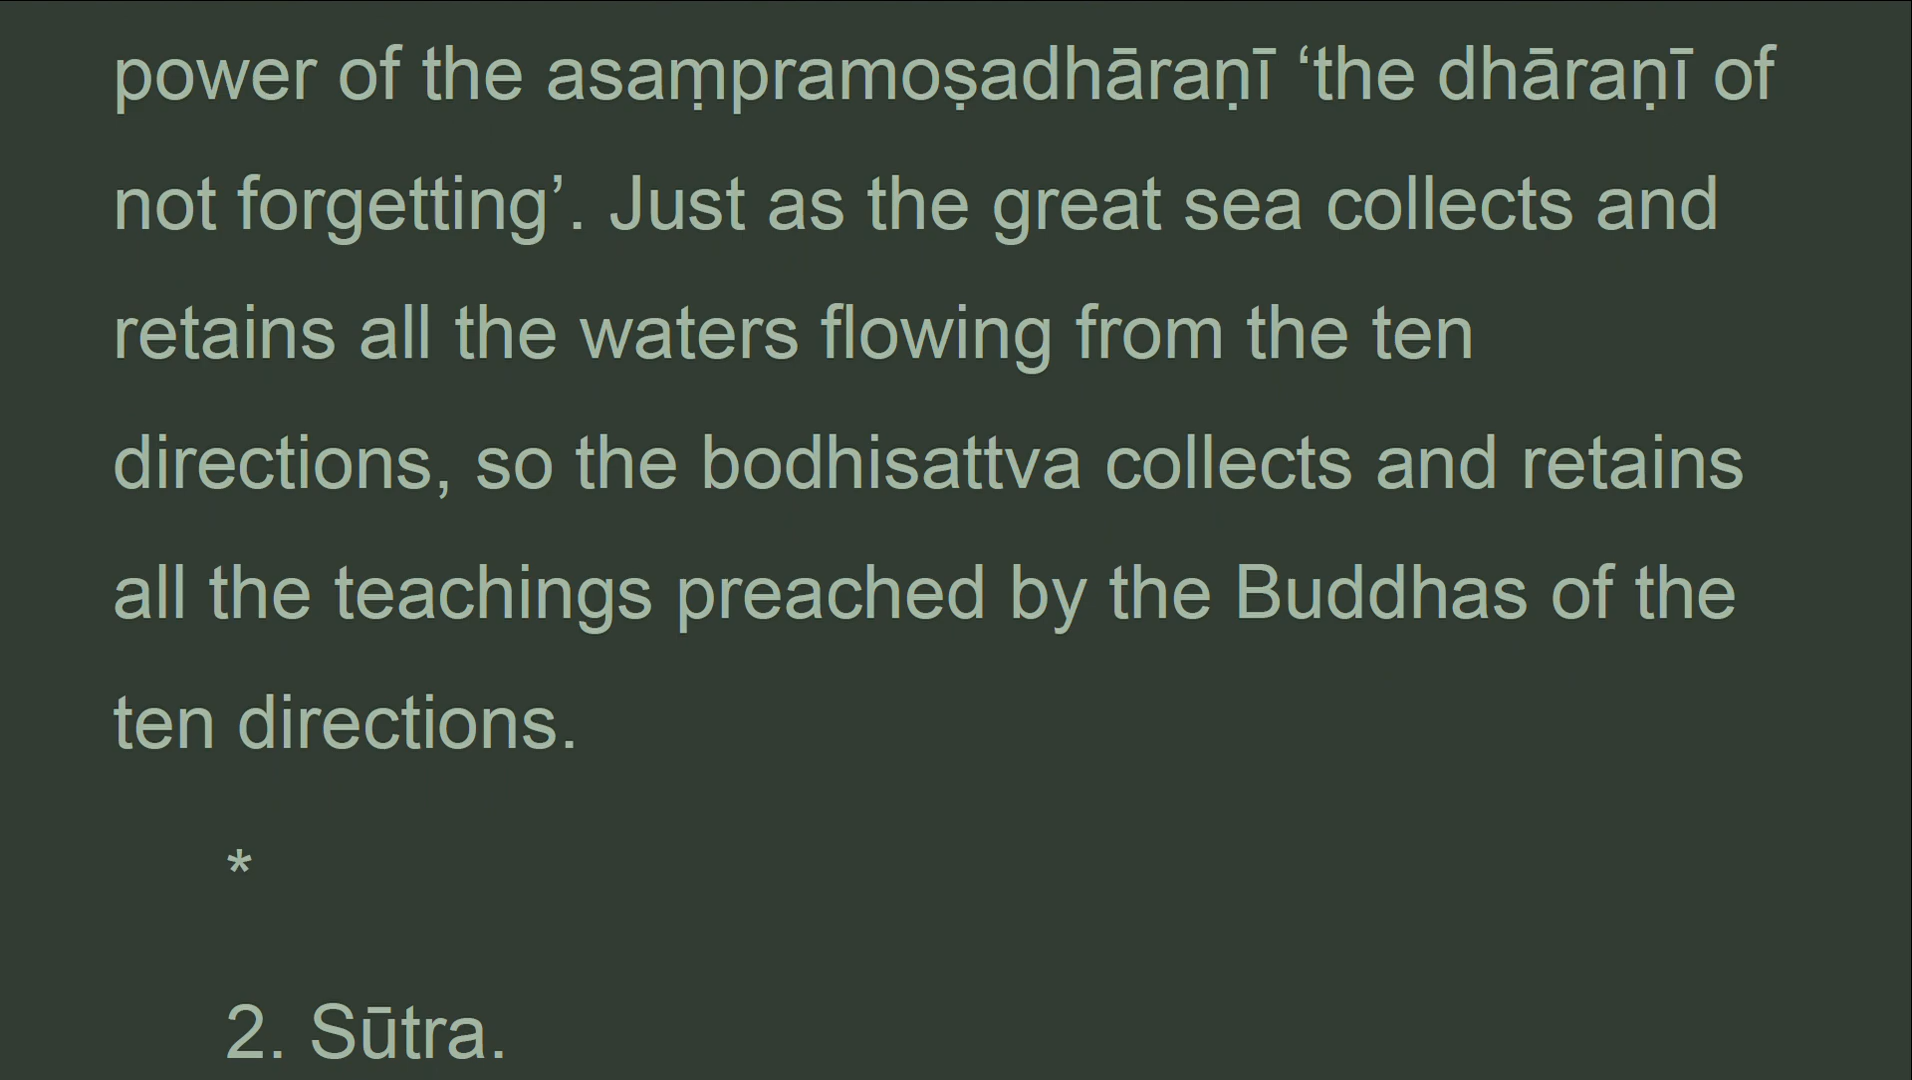 power of the asaṃpramoṣadhāraṇī ‘the dhāraṇī of
not forgetting’. Just as the great sea collects and
retains all the waters flowing from the ten
directions, so the bodhisattva collects and retains
all the teachings preached by the Buddhas of the
ten directions.
*
2. Sūtra.